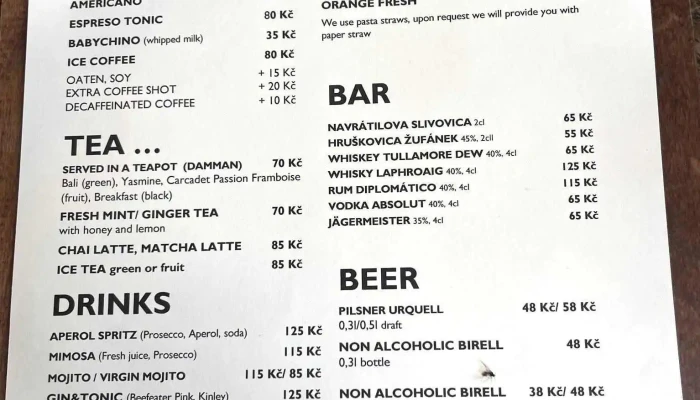 AMERICANO
ESPRESO TONIC 80 Kč
BABYCHINO (whipped milk) 35 Kč
ICE COFFEE 80 Kč
OATEN, SOY + 15 Kč
EXTRA COFFEE SHOT + 20 Kč
DECAFFEINATED COFFEE + 10 Kč
TEA ...
SERVED IN A TEAPOT (DAMMAN) 70 Kč
Bali (green), Yasmine, Carcadet Passion Framboise
(fruit), Breakfast (black)
FRESH MINT/ GINGER TEA 70 Kč
with honey and lemon
CHAI LATTE, MATCHA LATTE 85 Kč
ICE TEA green or fruit 85 Kč
DRINKS
APEROL SPRITZ (Prosecco, Aperol, soda) 125 Kč
MIMOSA (Fresh juice, Prosecco) 115 Kč
MOJITO / VIRGIN MOJITO 115 Kč/ 85 Kč
GIN&TONIC (Beefeater Pink, Kinley) 125 Kč
ORANGE FRESH
We use pasta straws, upon request we will provide you with
paper straw
BAR
NAVRÁTILOVA SLIVOVICA 2cl 65 Kč
HRUŠKOVICA ŽUFÁNEK 45%, 2cll 55 Kč
WHISKEY TULLAMORE DEW 40%, 4cl 65 Kč
WHISKY LAPHROAIG 40%, 4cl 125 Kč
RUM DIPLOMÁTICO 40%, 4cl 115 Kč
VODKA ABSOLUT 40%, 4cl 65 Kč
JÄGERMEISTER 35%, 4cl 65 Kč
BEER
PILSNER URQUELL 48 Kč/ 58 Kč
0,3l/0,5l draft
NON ALCOHOLIC BIRELL 48 Kč
0,3l bottle
NON ALCOHOLIC BIRELL 38 Kč/ 48 Kč